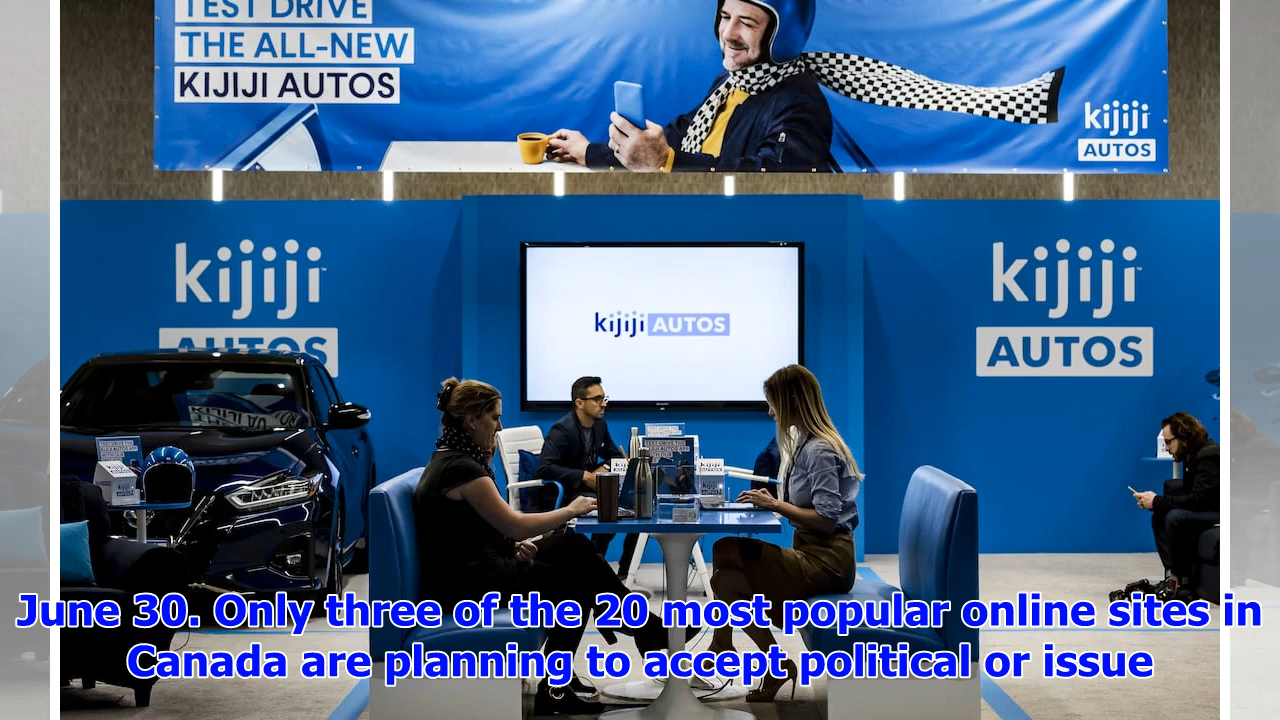 TEST DRIVE
THE ALL-NEW
KIJIJI AUTOS
kijiji
AUTOS
kijiji
AUTOS
kijiji AUTOS
kijiji
AUTOS
June 30. Only three of the 20 most popular online sites in
Canada are planning to accept political or issue